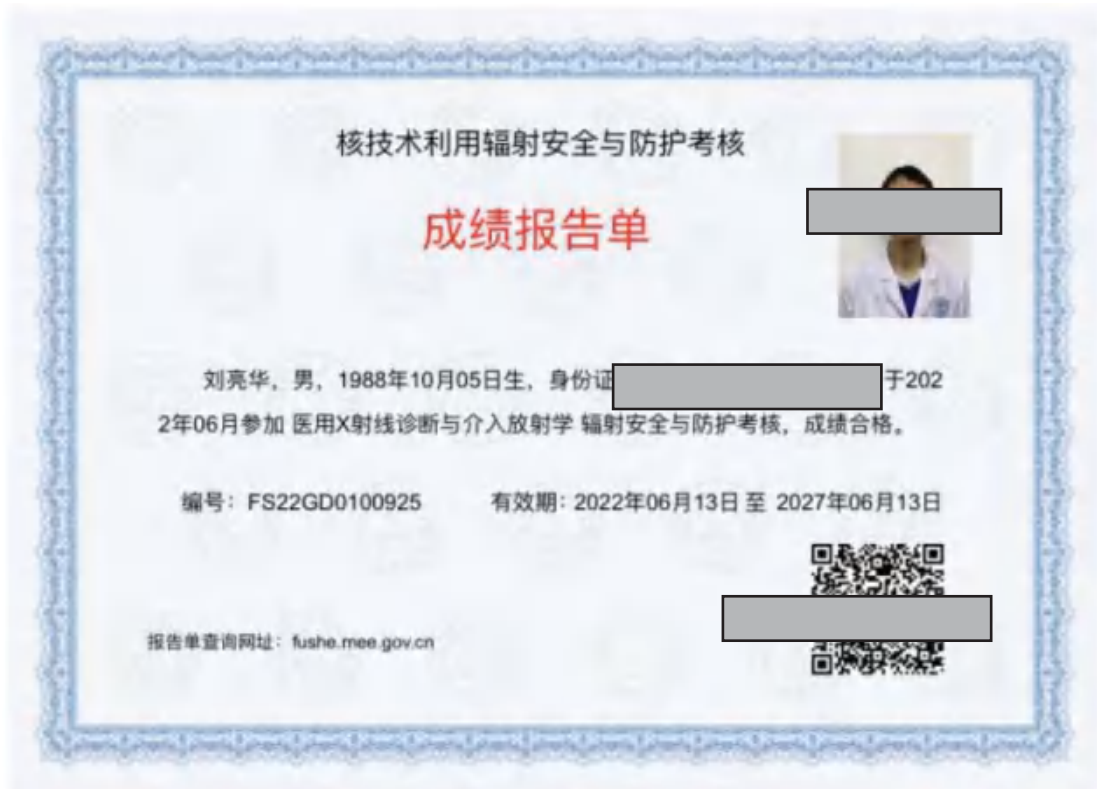 核技术利用辐射安全与防护考核
成绩报告单
刘亮华，男，1988年10月05日生，身份证 于202
2年06月参加 医用X射线诊断与介入放射学 辐射安全与防护考核，成绩合格。
编号：FS22GD0100925 有效期：2022年06月13日 至 2027年06月13日
报告单查询网址：fushe.mee.gov.cn